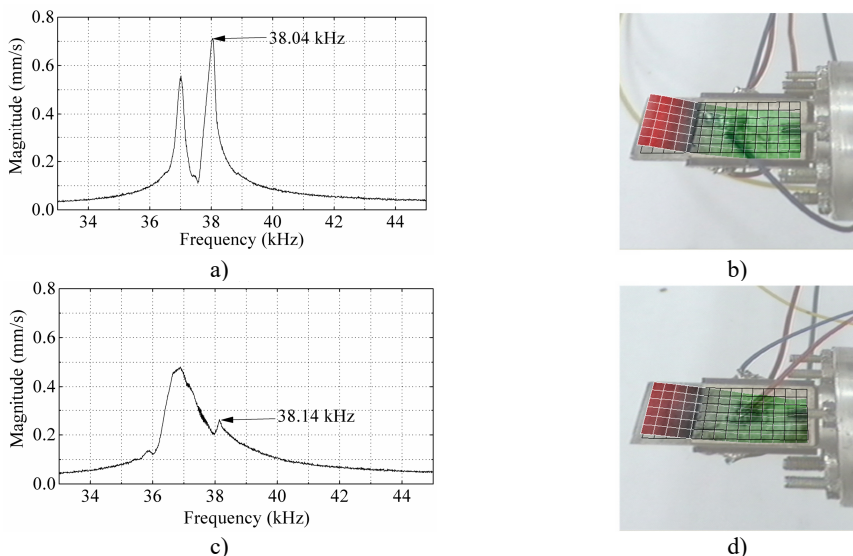 0.8
0.6
0.4
0.2
0.0
Magnitude (mm/s)
38.04 kHz
34 36 38 40 42 44
Frequency (kHz)
a)
b)
0.8
0.6
0.4
0.2
0.0
Magnitude (mm/s)
38.14 kHz
34 36 38 40 42 44
Frequency (kHz)
c)
d)